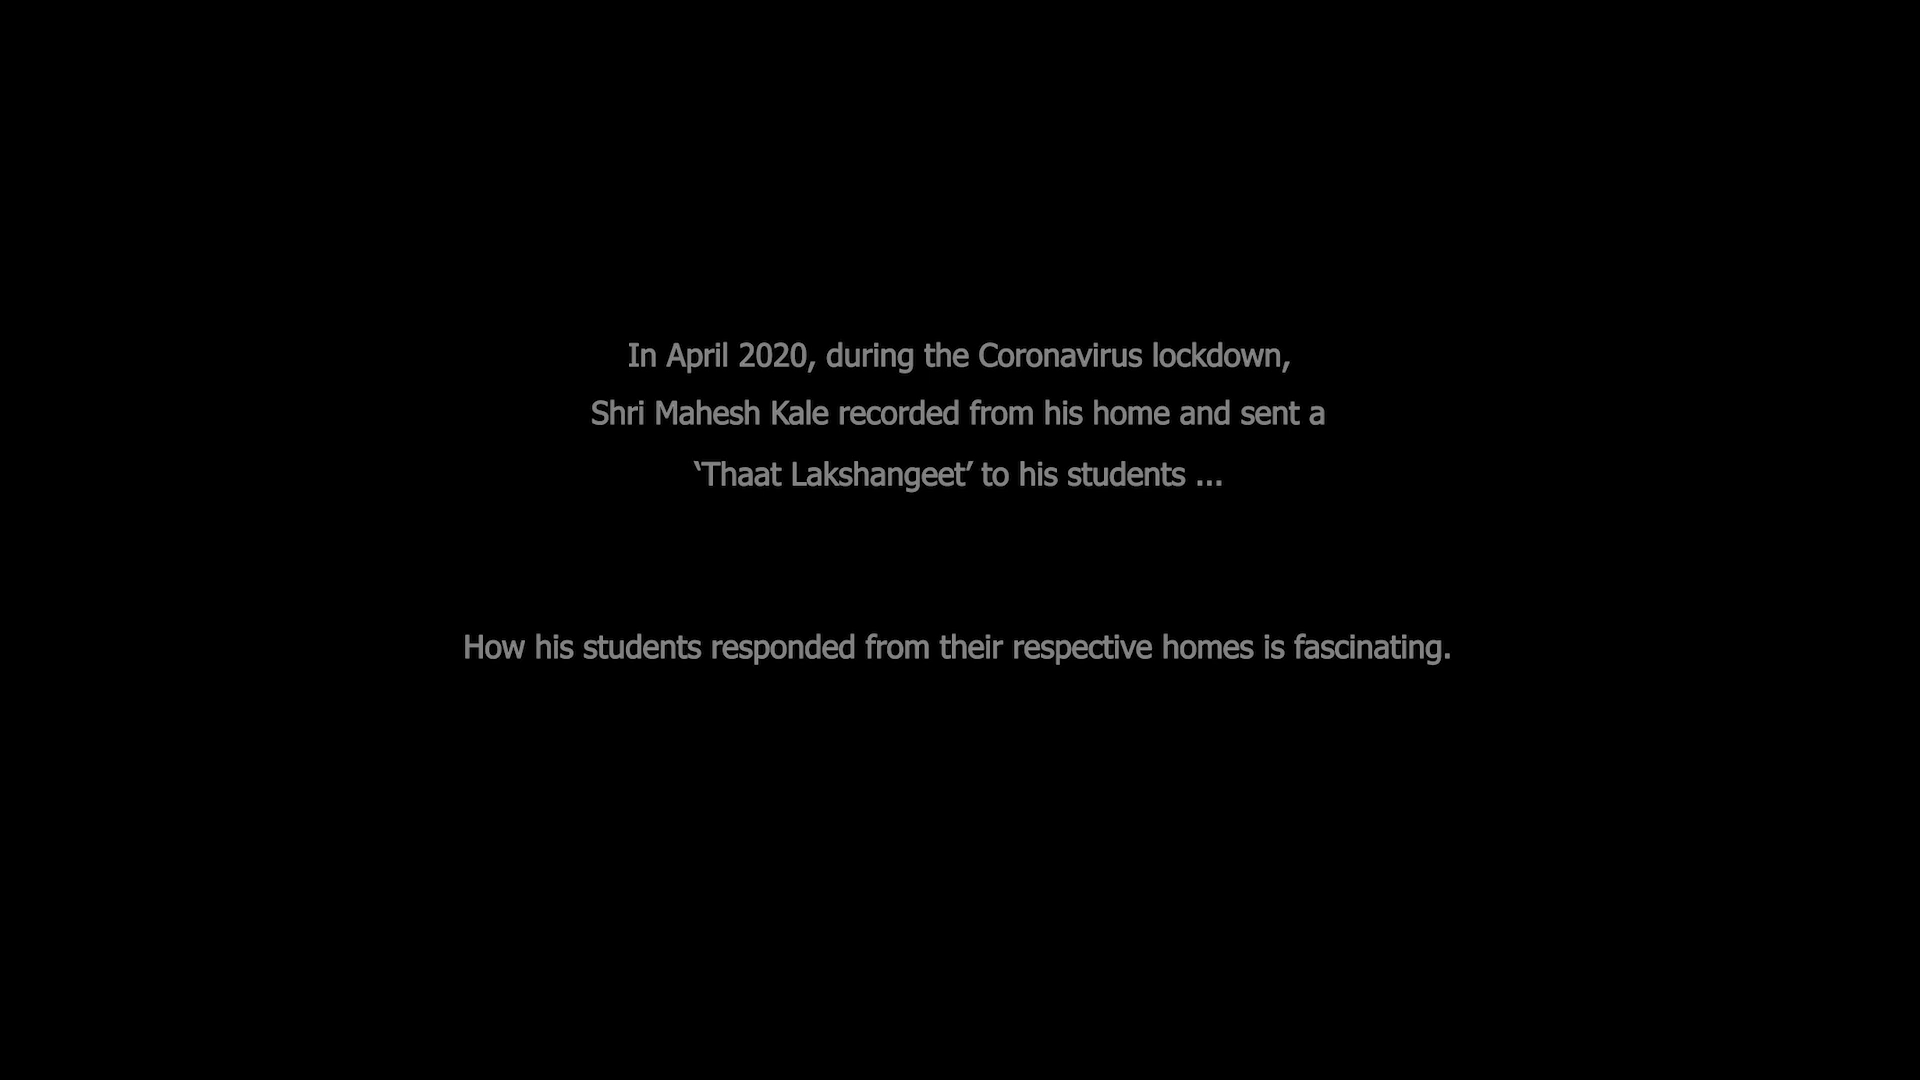 In April 2020, during the Coronavirus lockdown,
Shri Mahesh Kale recorded from his home and sent a
‘Thaat Lakshangeet’ to his students ...
How his students responded from their respective homes is fascinating.